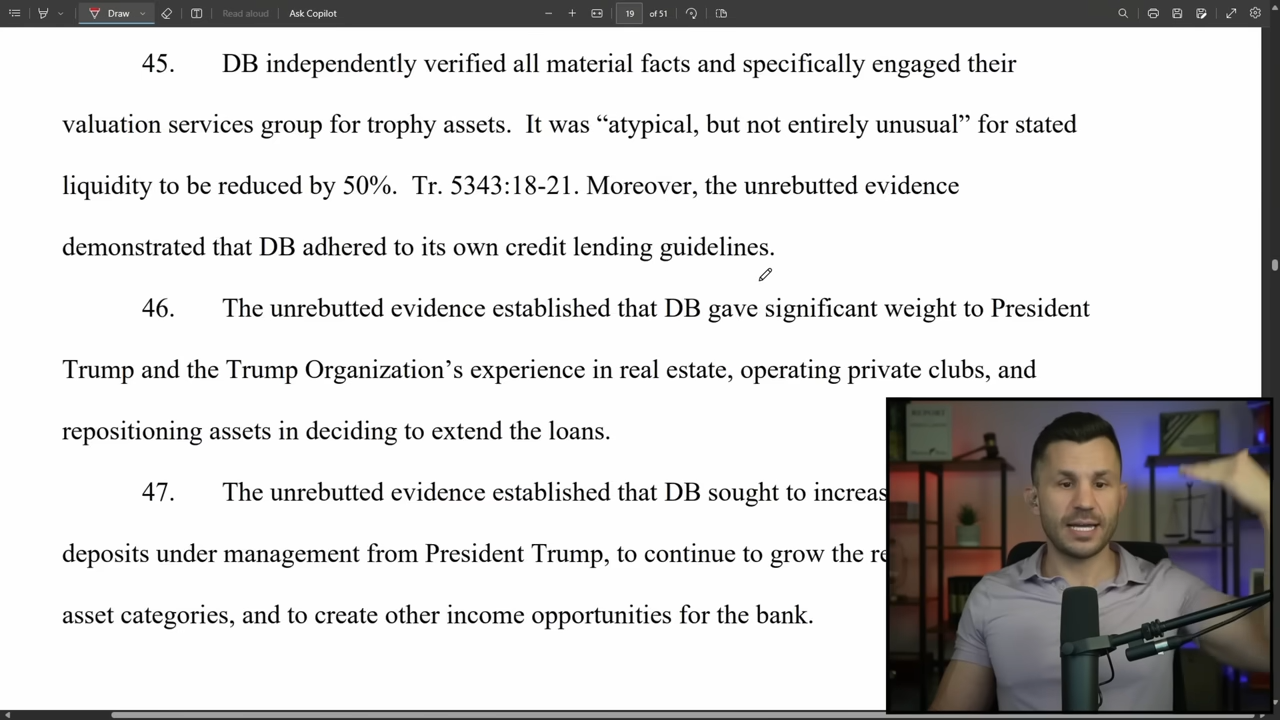 Draw
Read aloud
Ask Copilot
19 of 51
45. DB independently verified all material facts and specifically engaged their
valuation services group for trophy assets. It was “atypical, but not entirely unusual” for stated
liquidity to be reduced by 50%. Tr. 5343:18-21. Moreover, the unrebutted evidence
demonstrated that DB adhered to its own credit lending guidelines.
46. The unrebutted evidence established that DB gave significant weight to President
Trump and the Trump Organization’s experience in real estate, operating private clubs, and
repositioning assets in deciding to extend the loans.
47. The unrebutted evidence established that DB sought to increas
deposits under management from President Trump, to continue to grow the re
asset categories, and to create other income opportunities for the bank.
REPORT